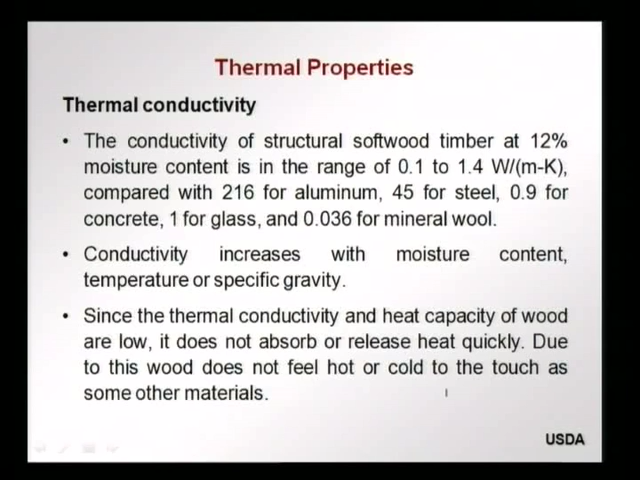 Thermal Properties
Thermal conductivity
• The conductivity of structural softwood timber at 12%
moisture content is in the range of 0.1 to 1.4 W/(m-K),
compared with 216 for aluminum, 45 for steel, 0.9 for
concrete, 1 for glass, and 0.036 for mineral wool.
• Conductivity increases with moisture content,
temperature or specific gravity.
• Since the thermal conductivity and heat capacity of wood
are low, it does not absorb or release heat quickly. Due
to this wood does not feel hot or cold to the touch as
some other materials.
USDA